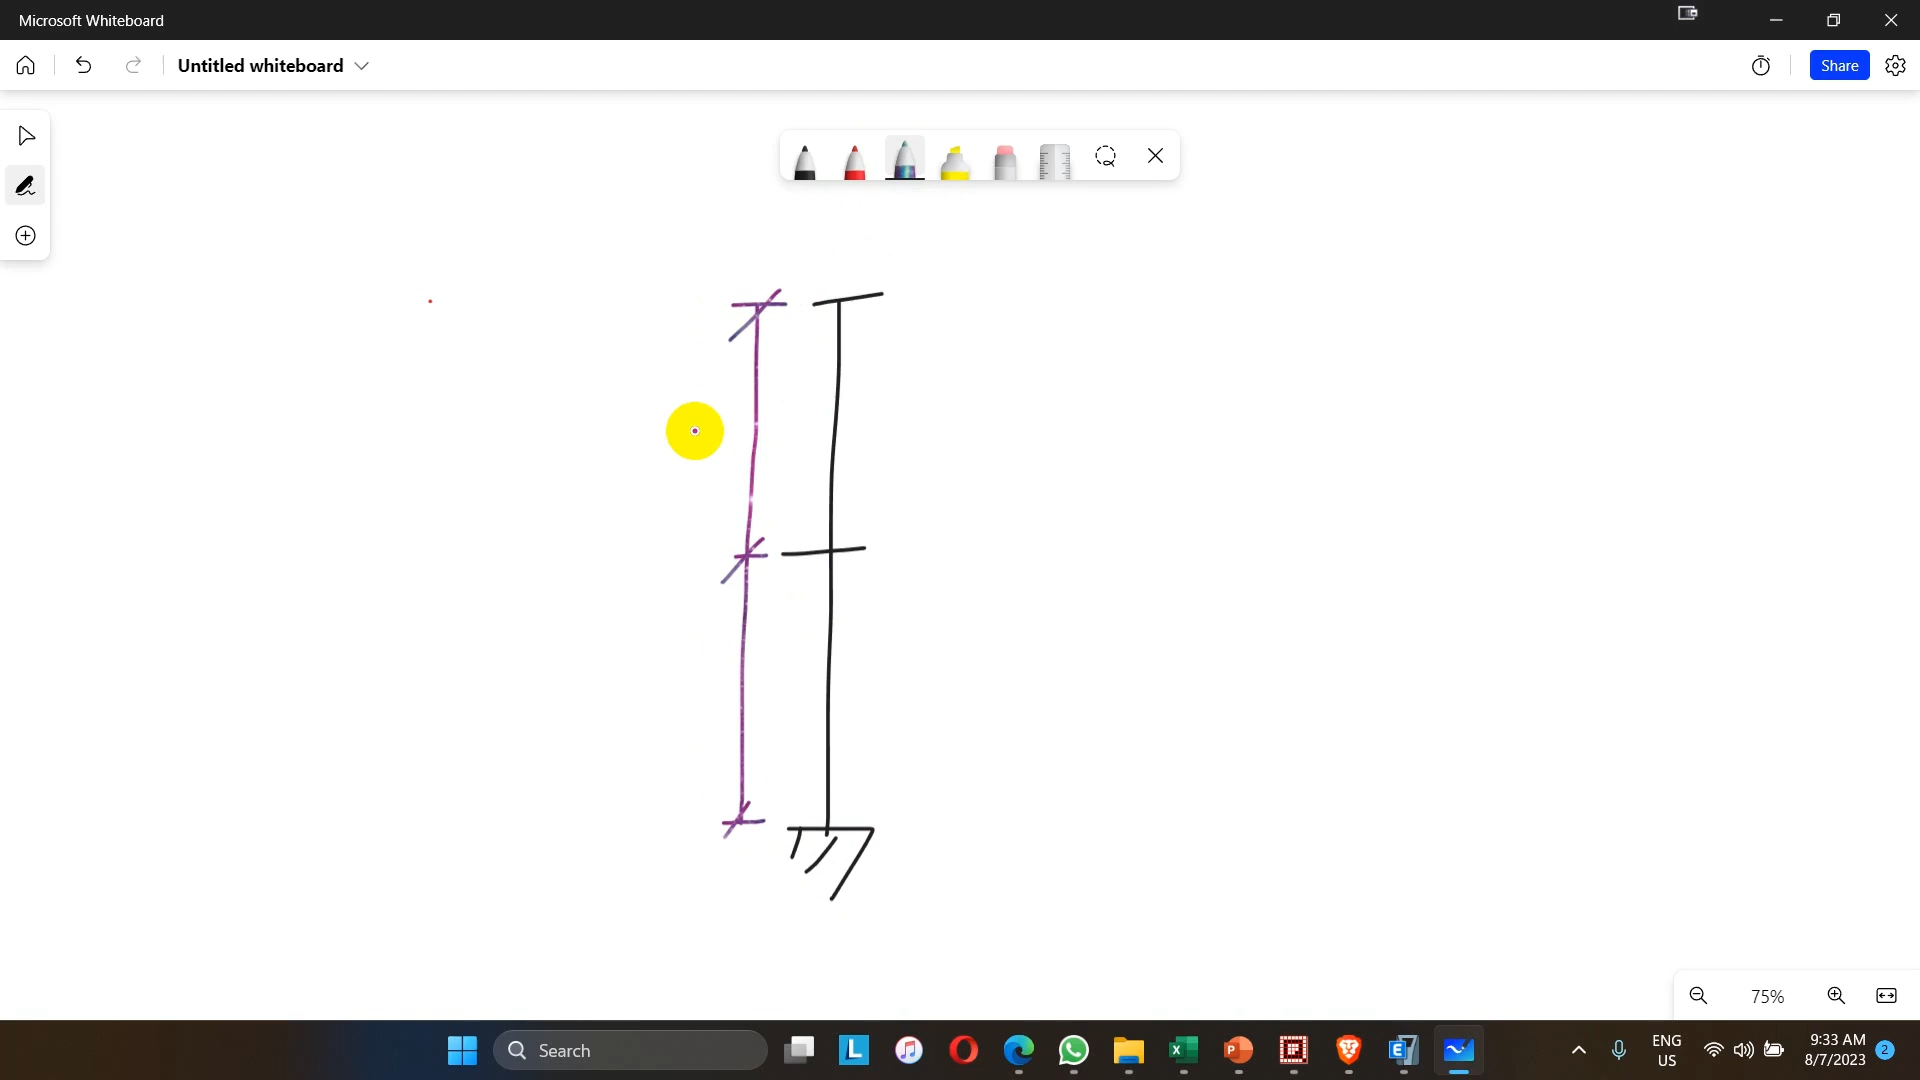 Microsoft Whiteboard
Untitled whiteboard
Share
75%
Search
L
X
P
E
ENG
US
9:33 AM
8/7/2023
2